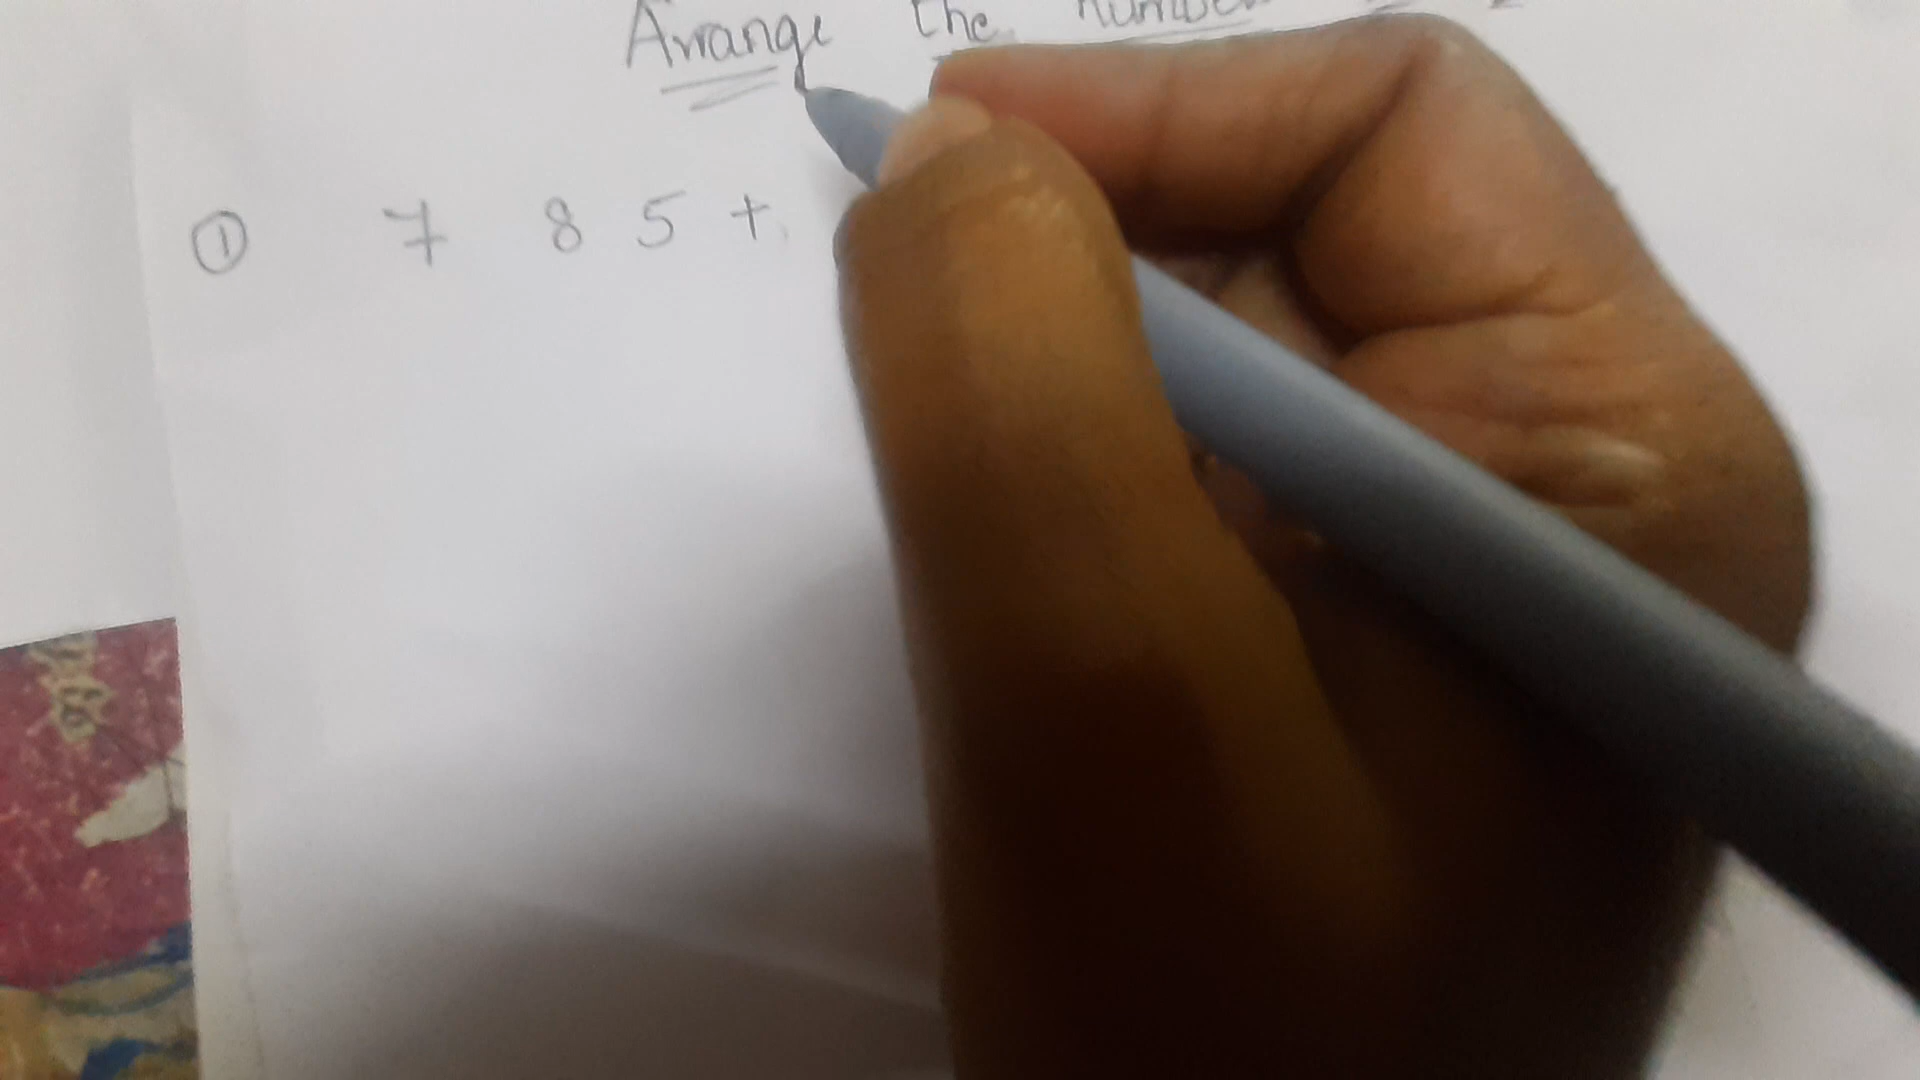 Arrange the
① 7 8 5 +